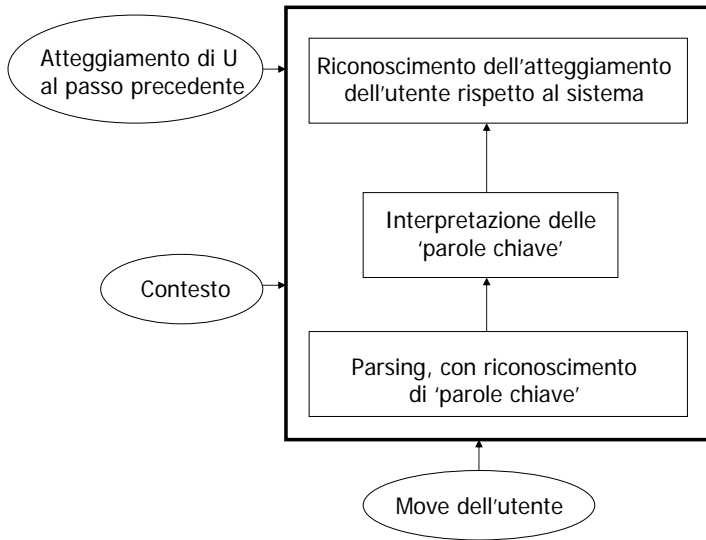 Atteggiamento di U
al passo precedente
Riconoscimento dell'atteggiamento
dell'utente rispetto al sistema
Interpretazione delle
‘parole chiave’
Contesto
Parsing, con riconoscimento
di ‘parole chiave’
Move dell'utente